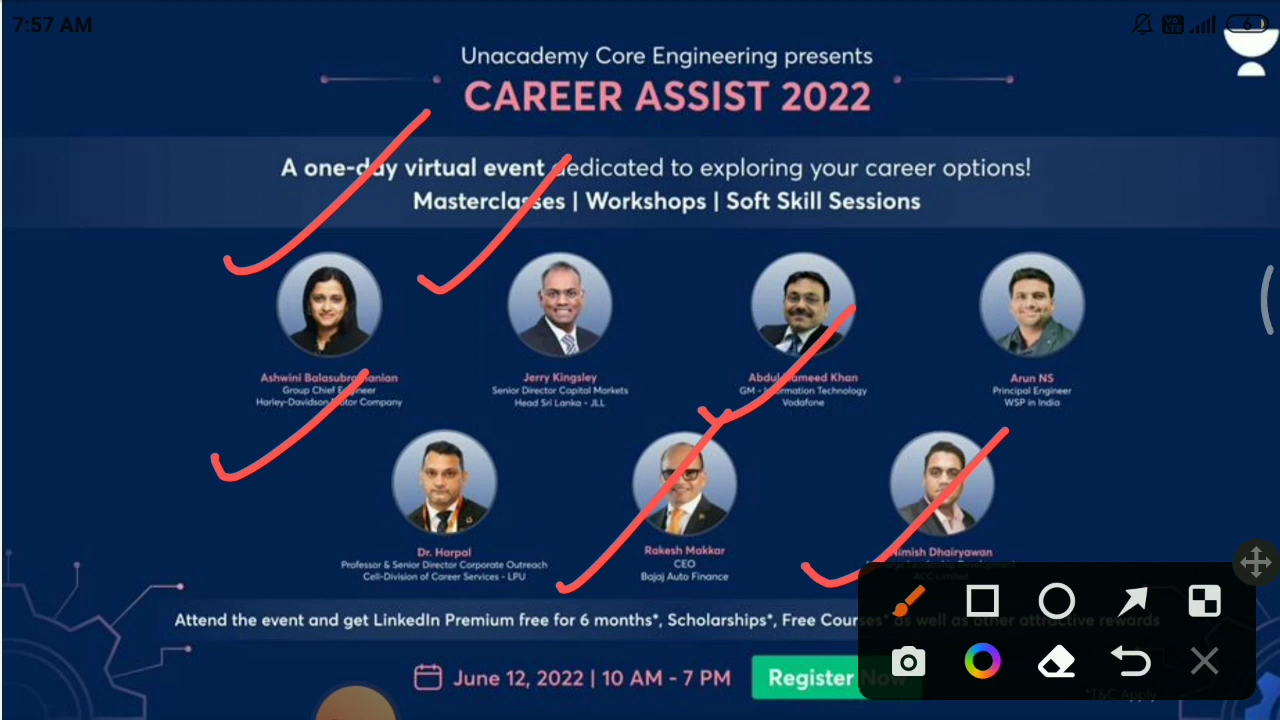 7:57 AM
Unacademy Core Engineering presents
CAREER ASSIST 2022
A one-day virtual event dedicated to exploring your career options!
Masterclasses | Workshops | Soft Skill Sessions
Ashwini Balasubramanian
Group Chief Engineer
Harley-Davidson Motor Company
Jerry Kingsley
Senior Director Capital Markets
Head Sri Lanka - JLL
Abdul Hameed Khan
GM - Information Technology
Vodafone
Arun NS
Principal Engineer
WSP in India
Dr. Harpal
Professor & Senior Director Corporate Outreach
Cell-Division of Career Services - LPU
Rakesh Makkar
CEO
Bajaj Auto Finance
Nimish Dhairyawan
Leadership Development
ACC Limited
Attend the event and get LinkedIn Premium free for 6 months*, Scholarships*, Free Courses* as well as other attractive rewards
June 12, 2022 | 10 AM - 7 PM
Register Now
*T&C Apply